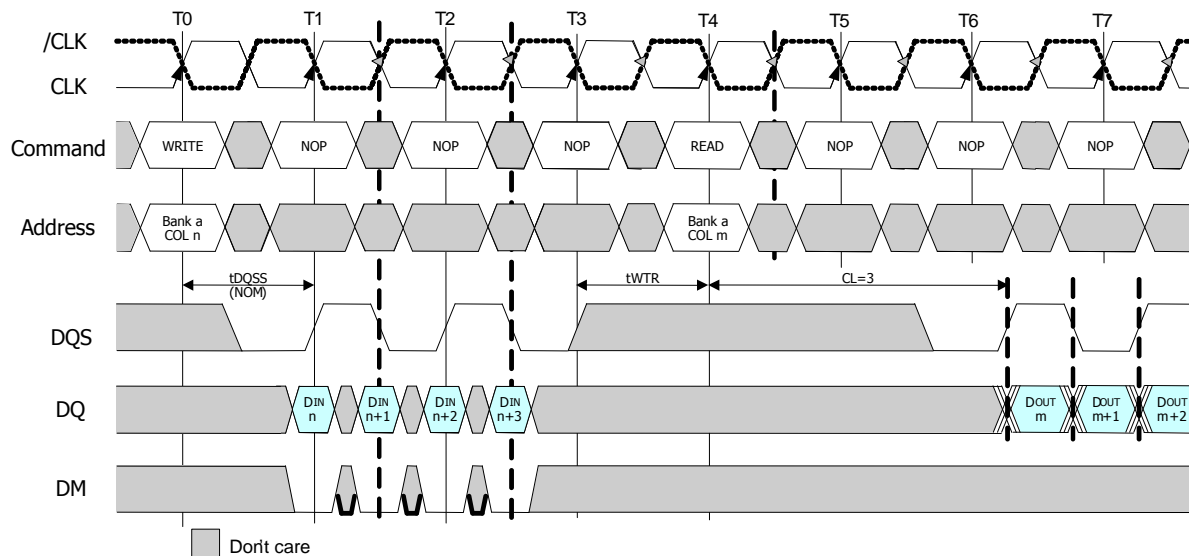 T0 T1 T2 T3 T4 T5 T6 T7
/CLK
CLK
Command WRITE NOP NOP NOP READ NOP NOP NOP
Address Bank a COL n Bank a COL m
tDQSS
(NOM)
tWTR
CL=3
DQS
DQ DIN n DIN n+1 DIN n+2 DIN n+3 DOUT m DOUT m+1 DOUT m+2
DM
Don't care